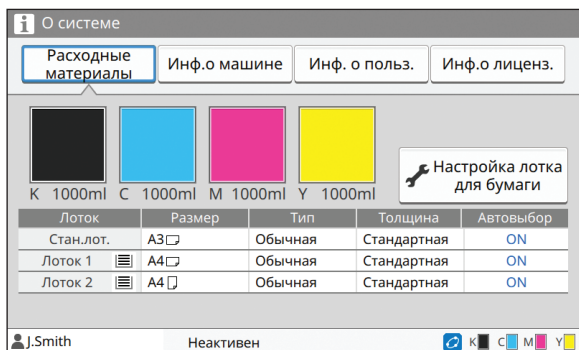 i О системе
Расходные
материалы
Инф.о машине
Инф. о польз.
Инф.о лиценз.
K 1000ml C 1000ml M 1000ml Y 1000ml
Настройка лотка
для бумаги
Лоток Размер Тип Толщина Автовыбор
Стан.лот. A3 Обычная Стандартная ON
Лоток 1 A4 Обычная Стандартная ON
Лоток 2 A4 Обычная Стандартная ON
J.Smith Неактивен K C M Y